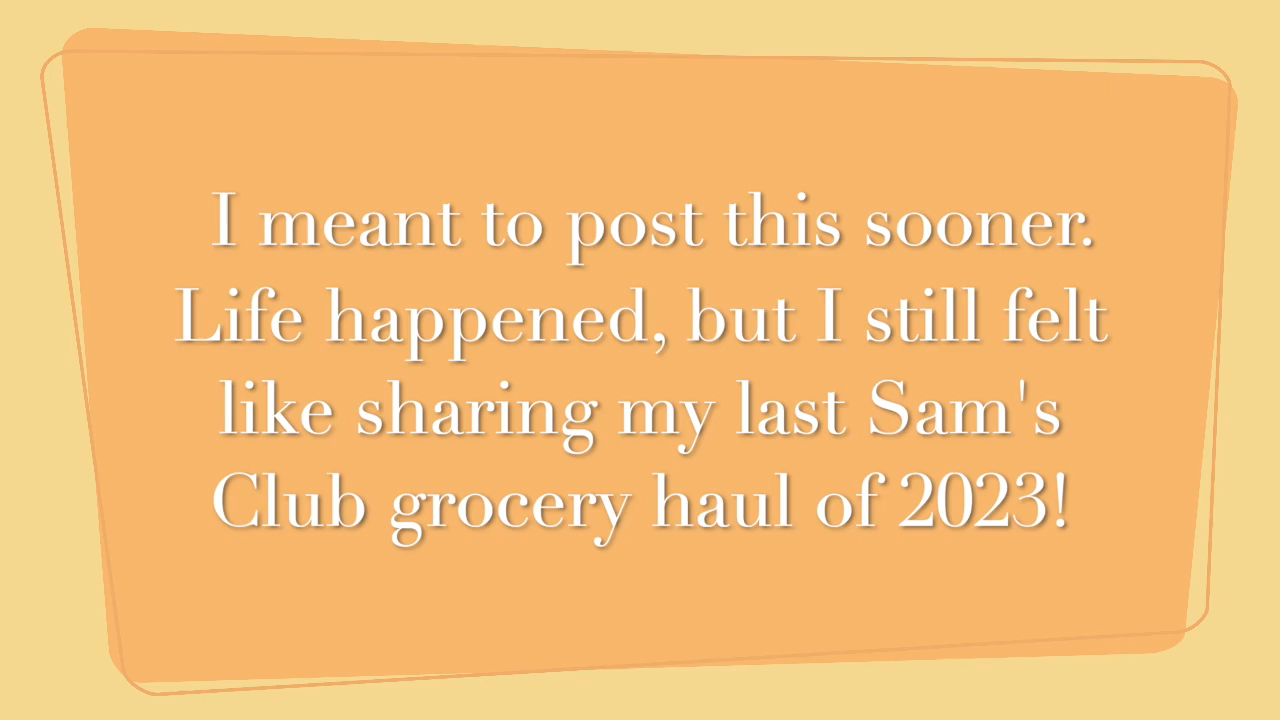 I meant to post this sooner.
Life happened, but I still felt
like sharing my last Sam's
Club grocery haul of 2023!